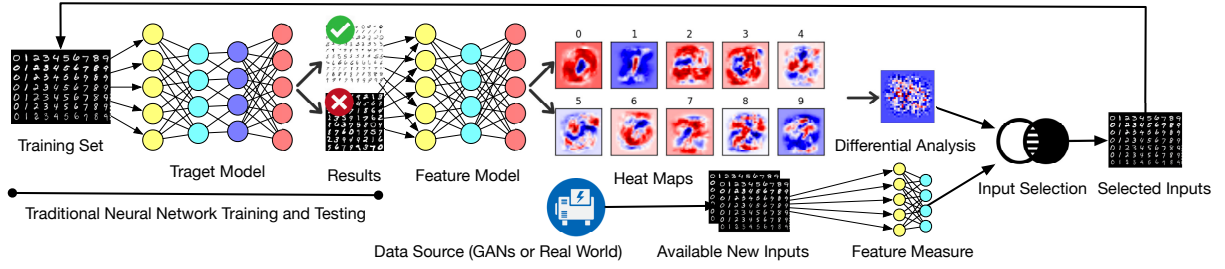 0 1 2 3 4
5 6 7 8 9
Training Set
Traget Model
Results
Feature Model
Heat Maps
Differential Analysis
Input Selection
Selected Inputs
Traditional Neural Network Training and Testing
Data Source (GANs or Real World)
Available New Inputs
Feature Measure